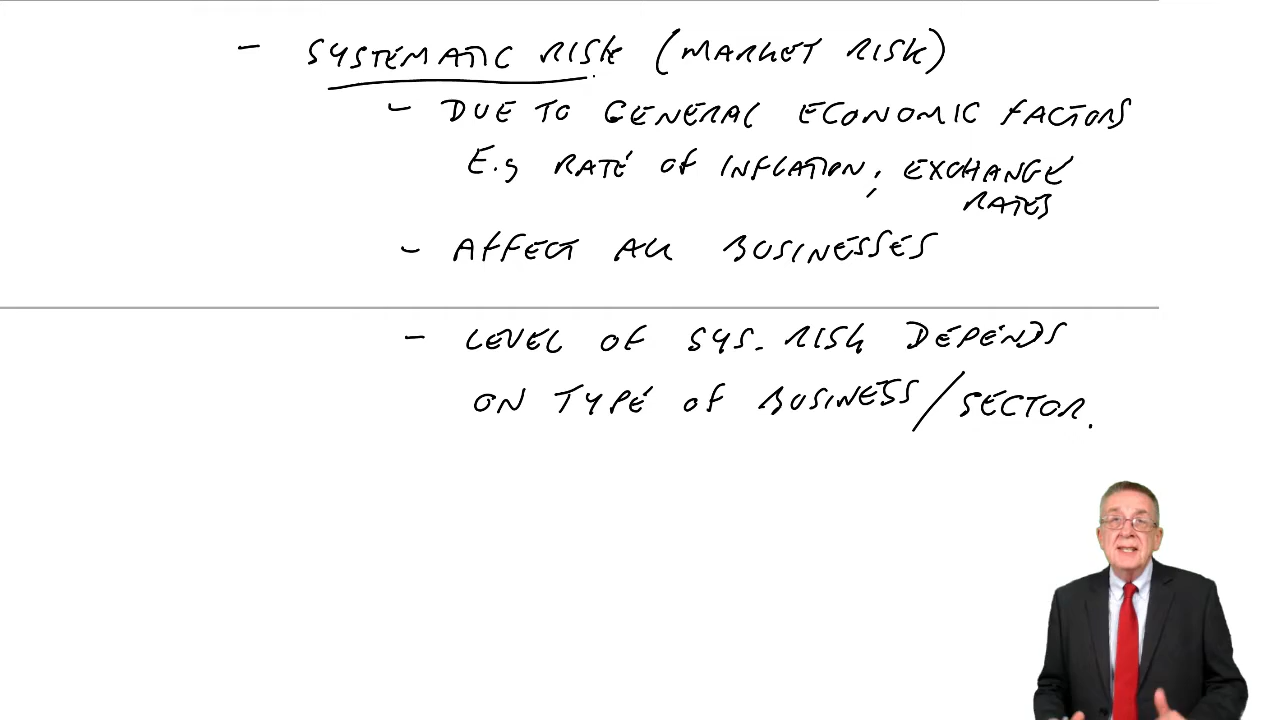 - SYSTEMATIC RISK (MARKET RISK)
- DUE TO GENERAL ECONOMIC FACTORS
E.g RATE OF INFLATION, EXCHANGE
RATES
- AFFECT ALL BUSINESSES
- LEVEL OF SYS. RISK DEPENDS
ON TYPE OF BUSINESS/SECTOR.